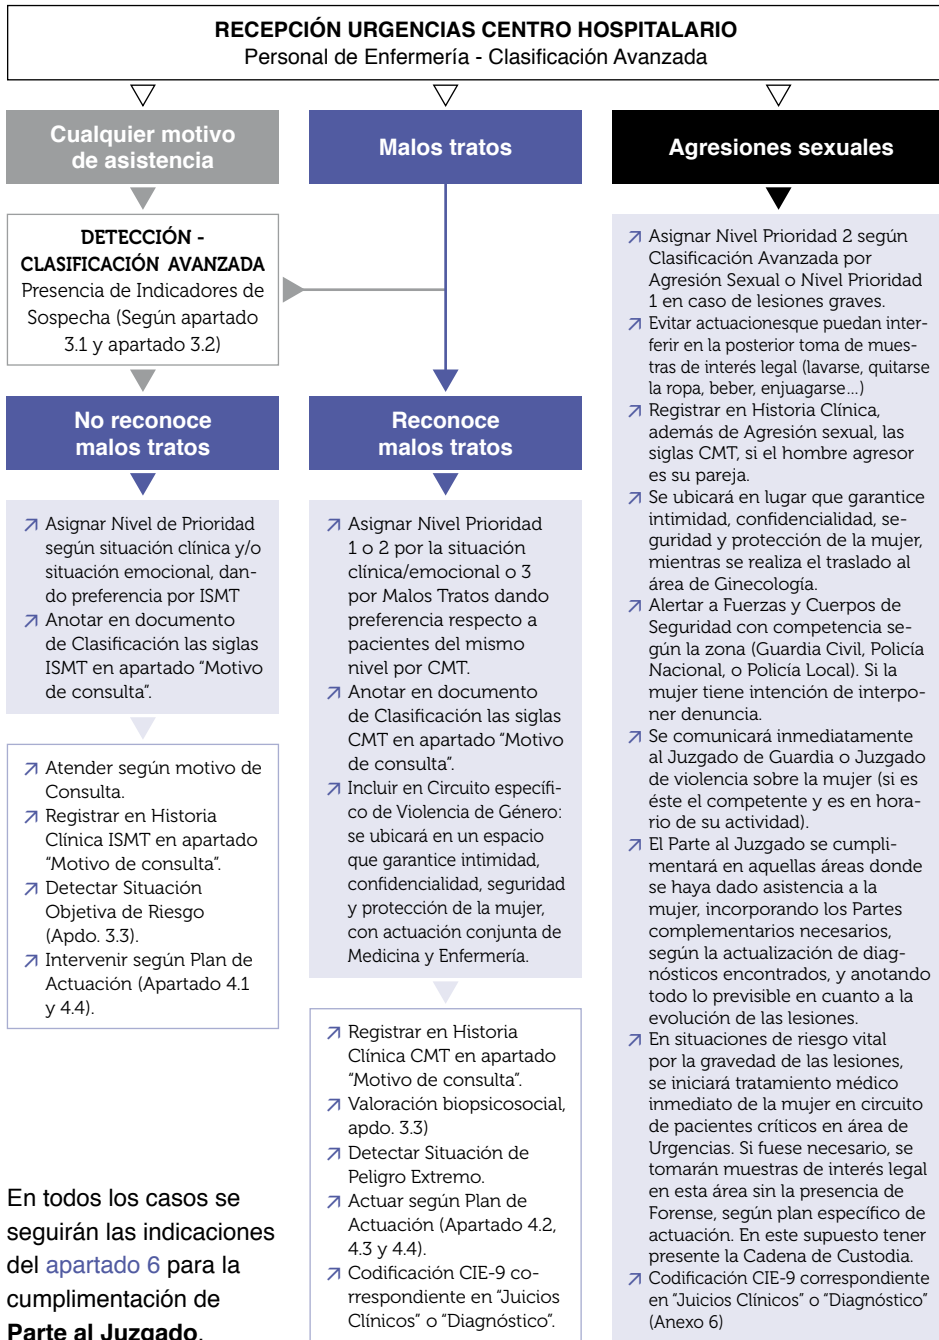 RECEPCIÓN URGENCIAS CENTRO HOSPITALARIO
Personal de Enfermería - Clasificación Avanzada
Cualquier motivo
de asistencia
DETECCIÓN -
CLASIFICACIÓN AVANZADA
Presencia de Indicadores de
Sospecha (Según apartado
3.1 y apartado 3.2)
No reconoce
malos tratos
↗ Asignar Nivel de Prioridad
según situación clínica y/o
situación emocional, dan-
do preferencia por ISMT
↗ Anotar en documento
de Clasificación las siglas
ISMT en apartado “Motivo
de consulta”.
↗ Atender según motivo de
Consulta.
↗ Registrar en Historia
Clínica ISMT en apartado
“Motivo de consulta”.
↗ Detectar Situación
Objetiva de Riesgo
(Apdo. 3.3).
↗ Intervenir según Plan de
Actuación (Apartado 4.1
y 4.4).
Malos tratos
Reconoce
malos tratos
↗ Asignar Nivel Prioridad
1 o 2 por la situación
clínica/emocional o 3
por Malos Tratos dando
preferencia respecto a
pacientes del mismo
nivel por CMT.
↗ Anotar en documento
de Clasificación las siglas
CMT en apartado “Motivo
de consulta”.
↗ Incluir en Circuito específi-
co de Violencia de Género:
se ubicará en un espacio
que garantice intimidad,
confidencialidad, seguridad
y protección de la mujer,
con actuación conjunta de
Medicina y Enfermería.
↗ Registrar en Historia
Clínica CMT en apartado
“Motivo de consulta”.
↗ Valoración biopsicosocial,
apdo. 3.3)
↗ Detectar Situación de
Peligro Extremo.
↗ Actuar según Plan de
Actuación (Apartado 4.2,
4.3 y 4.4).
↗ Codificación CIE-9 co-
rrespondiente en “Juicios
Clínicos” o “Diagnóstico”.
Agresiones sexuales
↗ Asignar Nivel Prioridad 2 según
Clasificación Avanzada por
Agresión Sexual o Nivel Prioridad
1 en caso de lesiones graves.
↗ Evitar actuacionesque puedan inter-
ferir en la posterior toma de mues-
tras de interés legal (lavarse, quitarse
la ropa, beber, enjuagarse...)
↗ Registrar en Historia Clínica,
además de Agresión sexual, las
siglas CMT, si el hombre agresor
es su pareja.
↗ Se ubicará en lugar que garantice
intimidad, confidencialidad, se-
guridad y protección de la mujer,
mientras se realiza el traslado al
área de Ginecología.
↗ Alertar a Fuerzas y Cuerpos de
Seguridad con competencia se-
gún la zona (Guardia Civil, Policía
Nacional, o Policía Local). Si la
mujer tiene intención de interpo-
ner denuncia.
↗ Se comunicará inmediatamente
al Juzgado de Guardia o Juzgado
de violencia sobre la mujer (si es
éste el competente y es en hora-
rio de su actividad).
↗ El Parte al Juzgado se cumpli-
mentará en aquellas áreas donde
se haya dado asistencia a la
mujer, incorporando los Partes
complementarios necesarios,
según la actualización de diag-
nósticos encontrados, y anotando
todo lo previsible en cuanto a la
evolución de las lesiones.
↗ En situaciones de riesgo vital
por la gravedad de las lesiones,
se iniciará tratamiento médico
inmediato de la mujer en circuito
de pacientes críticos en área de
Urgencias. Si fuese necesario, se
tomarán muestras de interés legal
en esta área sin la presencia de
Forense, según plan específico de
actuación. En este supuesto tener
presente la Cadena de Custodia.
↗ Codificación CIE-9 correspondiente
en “Juicios Clínicos” o “Diagnóstico”
(Anexo 6)
En todos los casos se
seguirán las indicaciones
del apartado 6 para la
cumplimentación de
Parte al Juzgado.